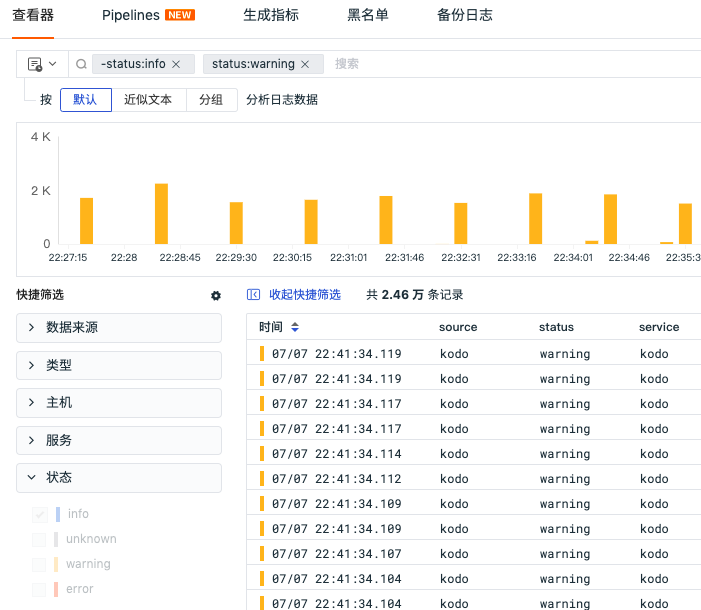 查看器 Pipelines NEW 生成指标 黑名单 备份日志
-status:info × status:warning × 搜索
按 默认 近似文本 分组 分析日志数据
4 K
2 K
0
22:27:15 22:28 22:28:45 22:29:30 22:30:15 22:31:01 22:31:46 22:32:31 22:33:16 22:34:01 22:34:46 22:35:3
快捷筛选
数据来源
类型
主机
服务
状态
info
unknown
warning
error
收起快捷筛选 共 2.46 万 条记录
时间 source status service
07/07 22:41:34.119 kodo warning kodo
07/07 22:41:34.119 kodo warning kodo
07/07 22:41:34.117 kodo warning kodo
07/07 22:41:34.117 kodo warning kodo
07/07 22:41:34.114 kodo warning kodo
07/07 22:41:34.112 kodo warning kodo
07/07 22:41:34.109 kodo warning kodo
07/07 22:41:34.109 kodo warning kodo
07/07 22:41:34.107 kodo warning kodo
07/07 22:41:34.104 kodo warning kodo
07/07 22:41:34.104 kodo warning kodo